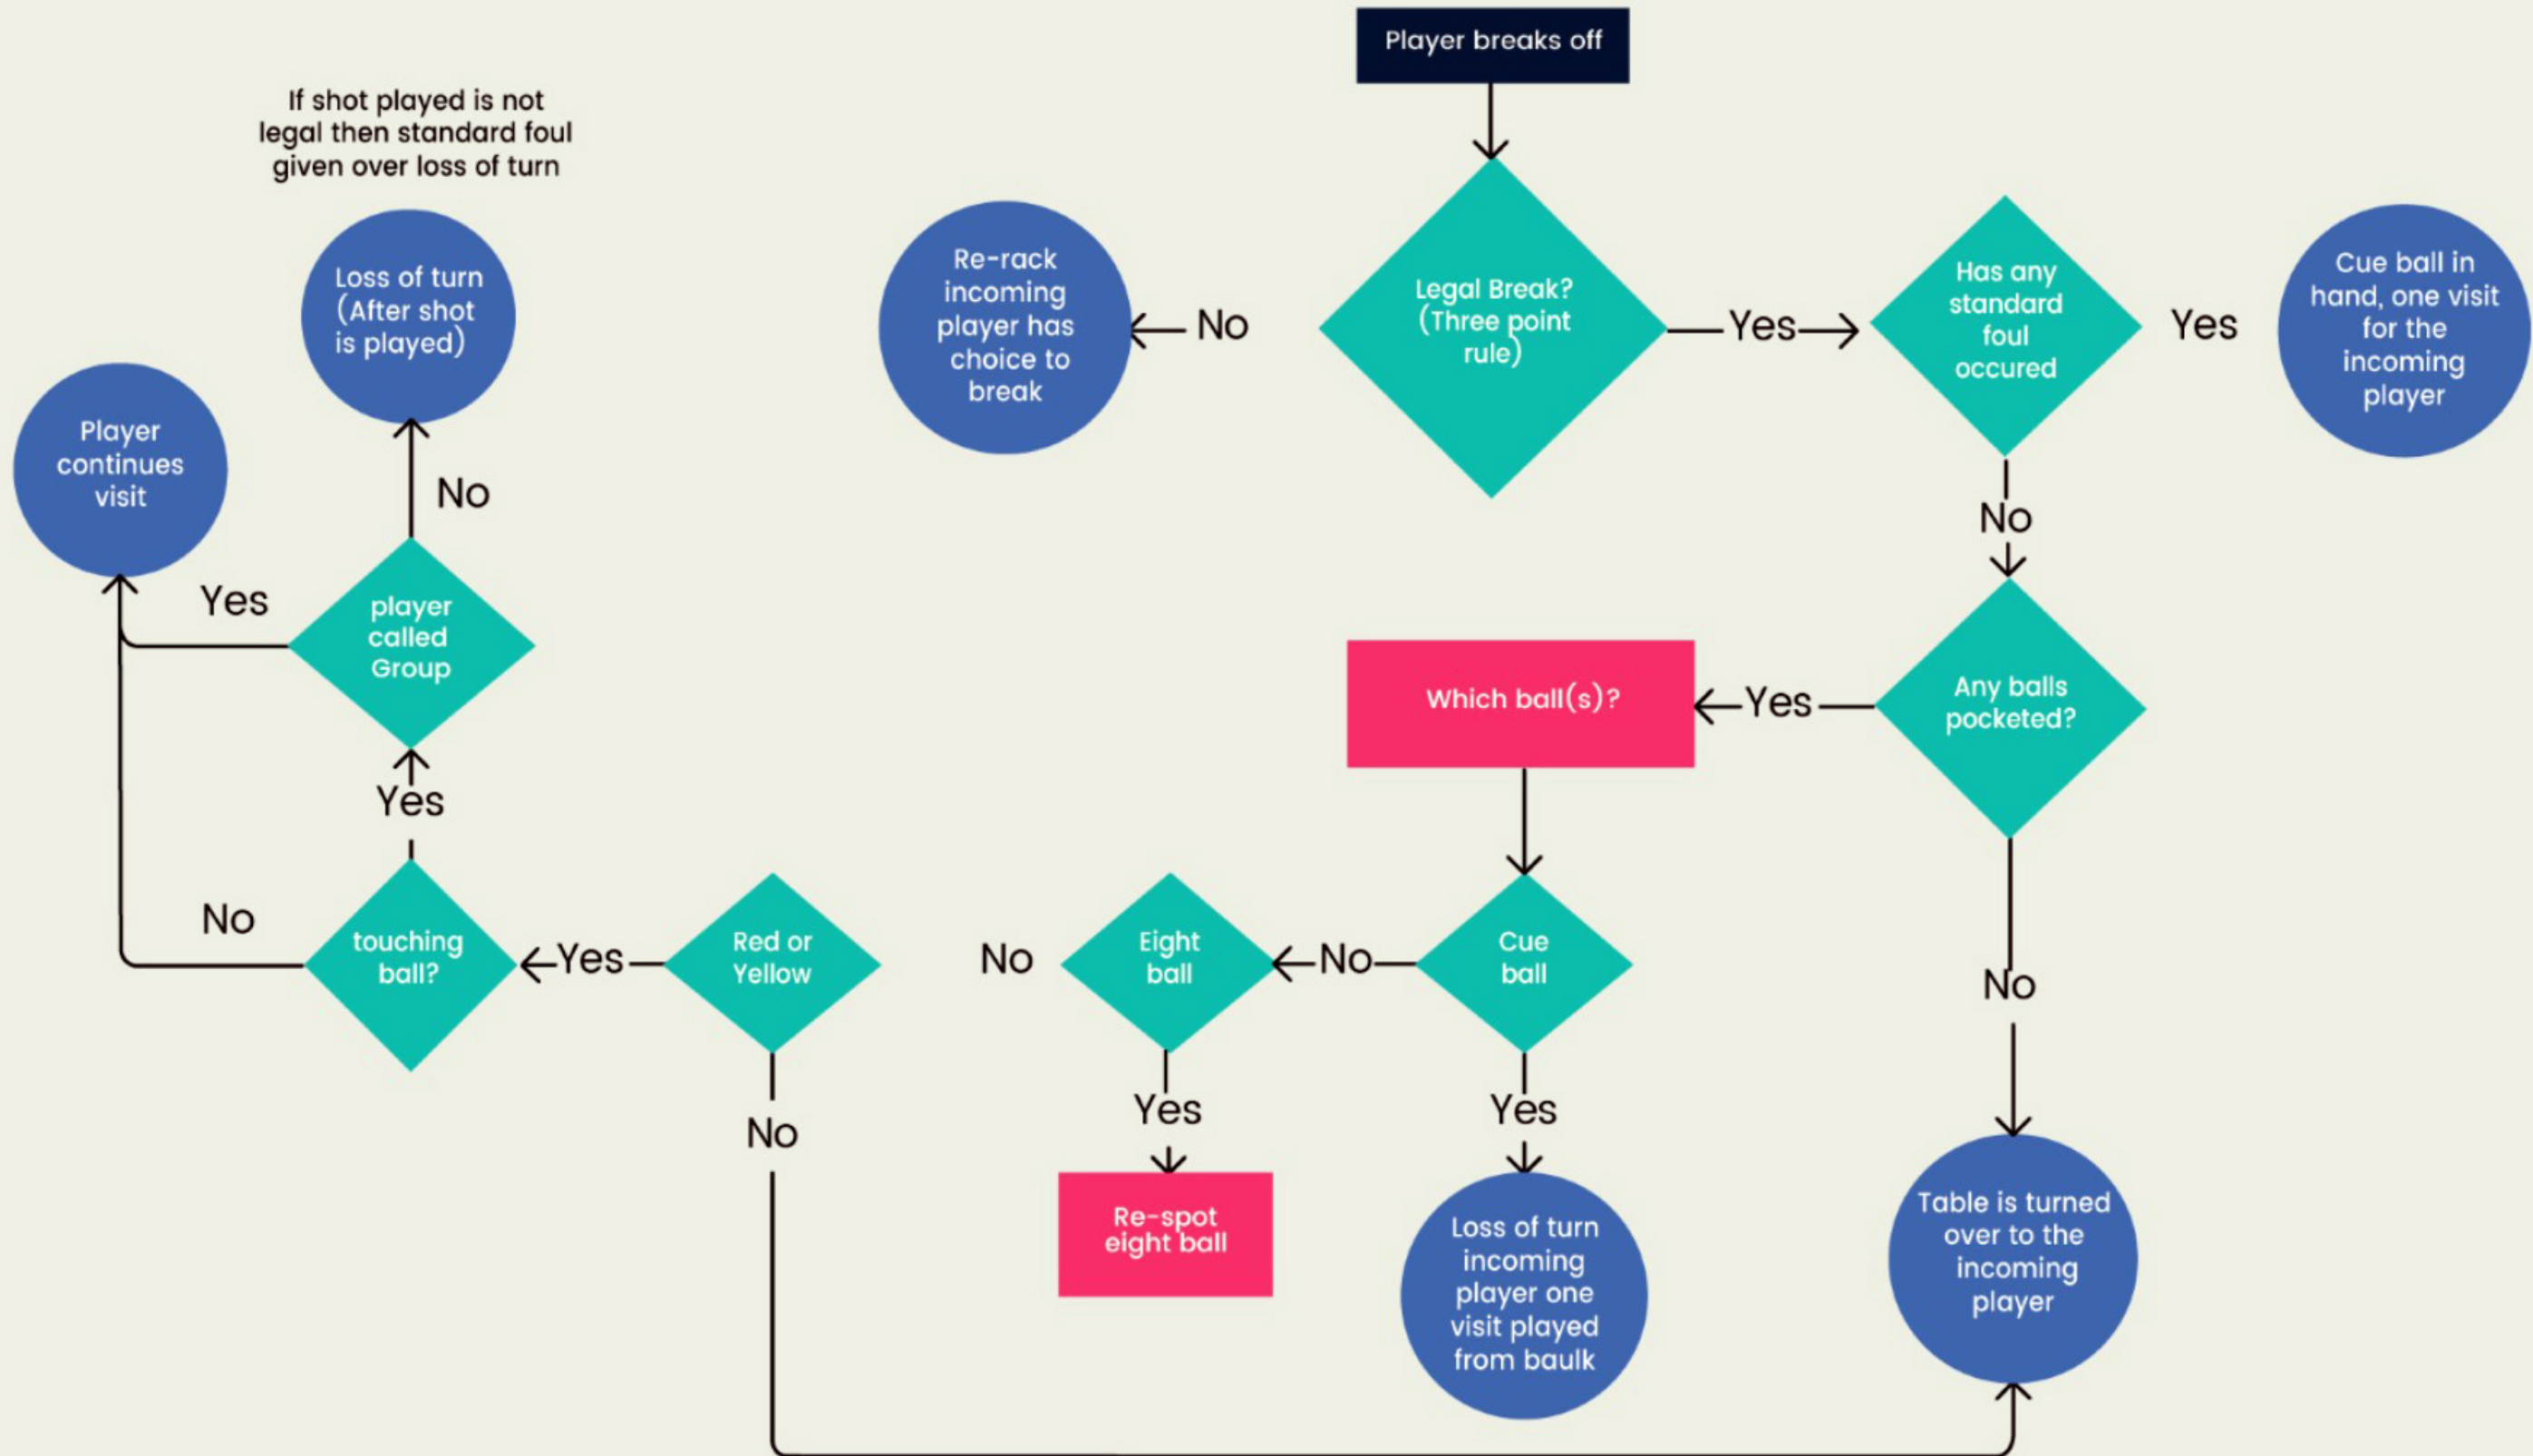 Player breaks off
If shot played is not
legal then standard foul
given over loss of turn
Loss of turn
(After shot
is played)
Re-rack
incoming
player has
choice to
break
No
Legal Break?
(Three point
rule)
Yes
Has any
standard
foul
occured
Yes
Cue ball in
hand, one visit
for the
incoming
player
Player
continues
visit
No
No
Yes
player
called
Group
Which ball(s)?
Yes
Any balls
pocketed?
Yes
No
touching
ball?
Yes
Red or
Yellow
No
Eight
ball
No
Cue
ball
No
No
Yes
Yes
Re-spot
eight ball
Loss of turn
incoming
player one
visit played
from baulk
Table is turned
over to the
incoming
player